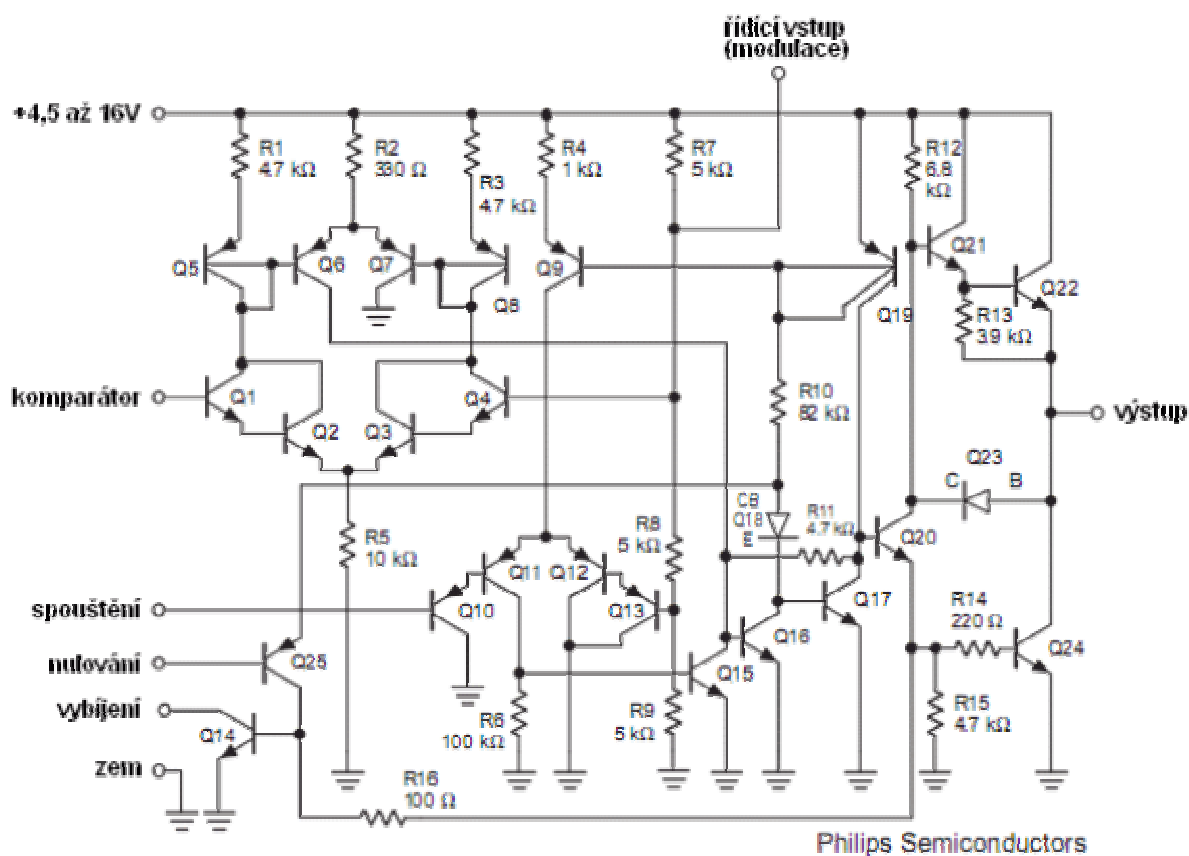 řídící vstup
(modulace)
+4,5 až 16V
R1
4.7 kΩ
R2
330 Ω
R3
4.7 kΩ
R4
1 kΩ
R7
5 kΩ
R12
6.8
kΩ
Q5
Q6
Q7
Q8
Q9
Q19
Q21
Q22
R13
3.9 kΩ
komparátor
Q1
Q2
Q3
Q4
R10
82 kΩ
výstup
Q23
C
B
CB
Q18
E
R11
4.7 kΩ
Q20
R5
10 kΩ
R8
5 kΩ
spouštění
Q10
Q11
Q12
Q13
Q17
Q16
R14
220 Ω
nulování
Q25
Q15
Q24
vybíjení
Q14
R6
100 kΩ
R9
5 kΩ
R15
4.7 kΩ
zem
R16
100 Ω
Philips Semiconductors